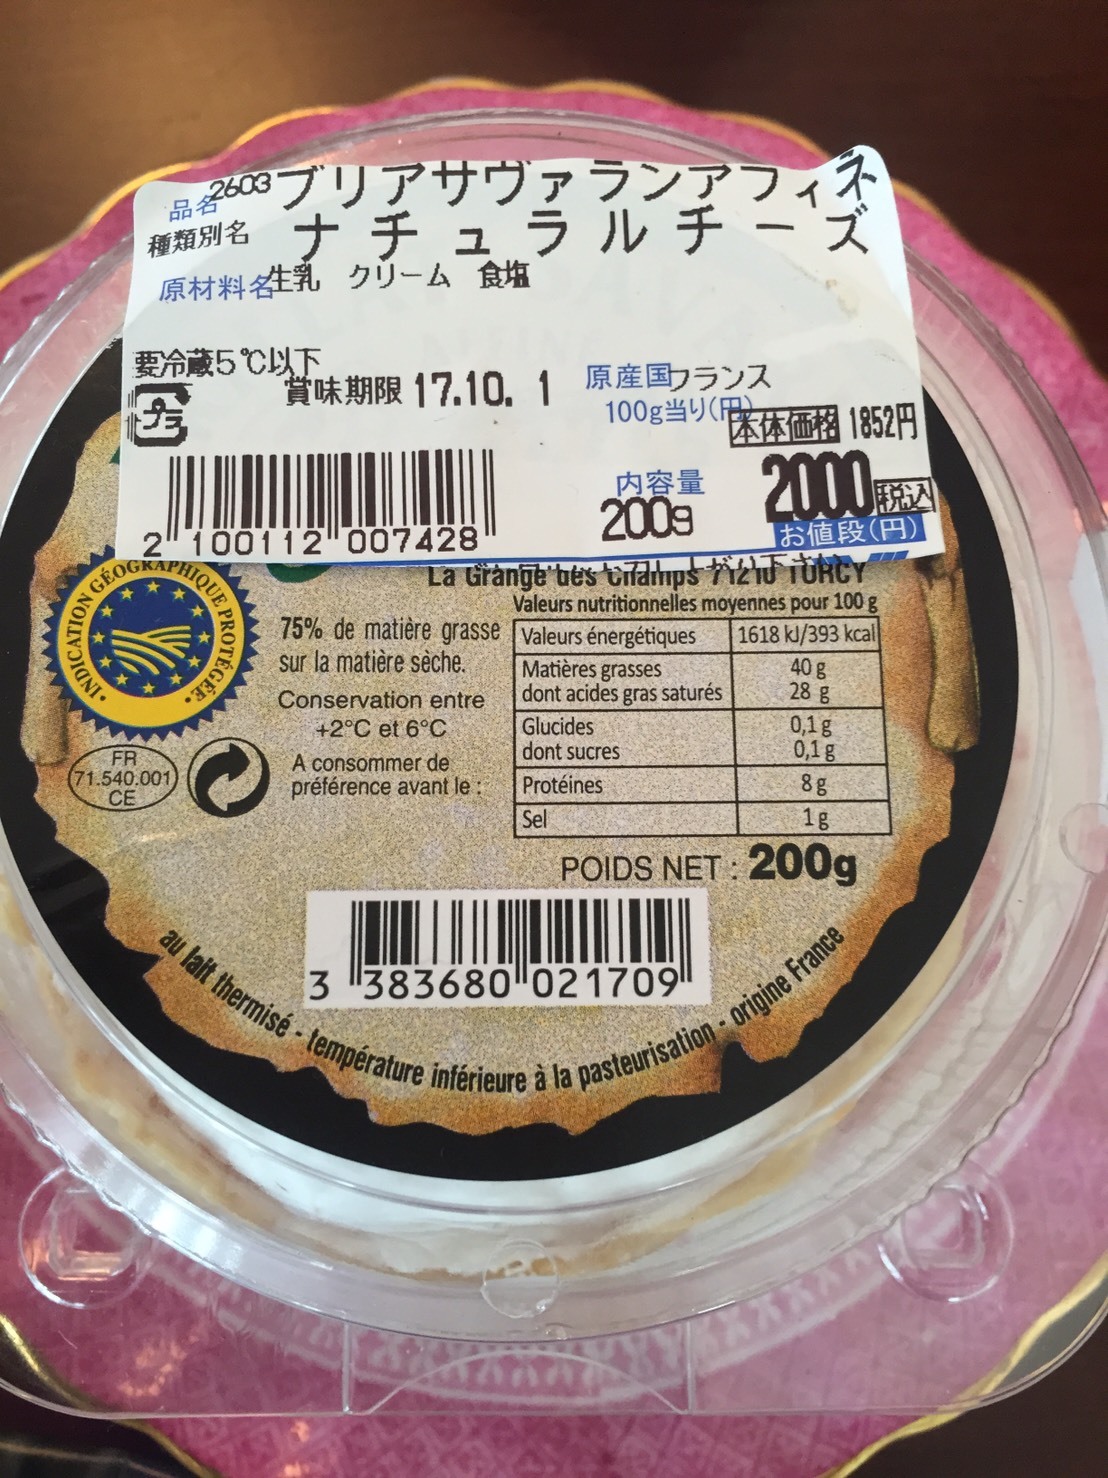 品名 2603 ブリアサヴァランアフィネ
種類別名 ナチュラルチーズ
原材料名 生乳 クリーム 食塩
要冷蔵5℃以下
賞味期限 17.10. 1
原産国 フランス
プラ
100g当り(円)
本体価格 1852円
内容量
200g
2000 税込
お値段(円)
2 100112 007428
La Grange des Champs 71210 TORCY
INDICATION GÉOGRAPHIQUE PROTÉGÉE
75% de matière grasse
sur la matière sèche.
Conservation entre
+2°C et 6°C
A consommer de
préférence avant le :
FR
71.540.001
CE
Valeurs nutritionnelles moyennes pour 100 g
Valeurs énergétiques 1618 kJ/393 kcal
Matières grasses 40 g
dont acides gras saturés 28 g
Glucides 0,1 g
dont sucres 0,1 g
Protéines 8 g
Sel 1 g
POIDS NET : 200g
3 383680 021709
au lait thermisé - température inférieure à la pasteurisation - origine France